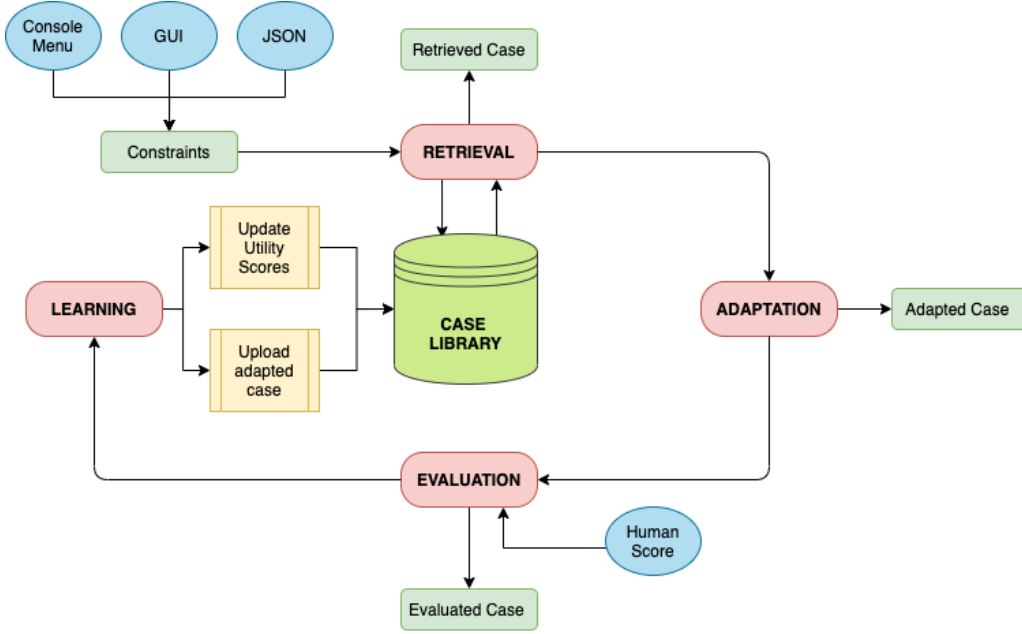 Console
Menu
GUI
JSON
Retrieved Case
Constraints
RETRIEVAL
Update
Utility
Scores
LEARNING
CASE
LIBRARY
ADAPTATION
Adapted Case
Upload
adapted
case
EVALUATION
Human
Score
Evaluated Case